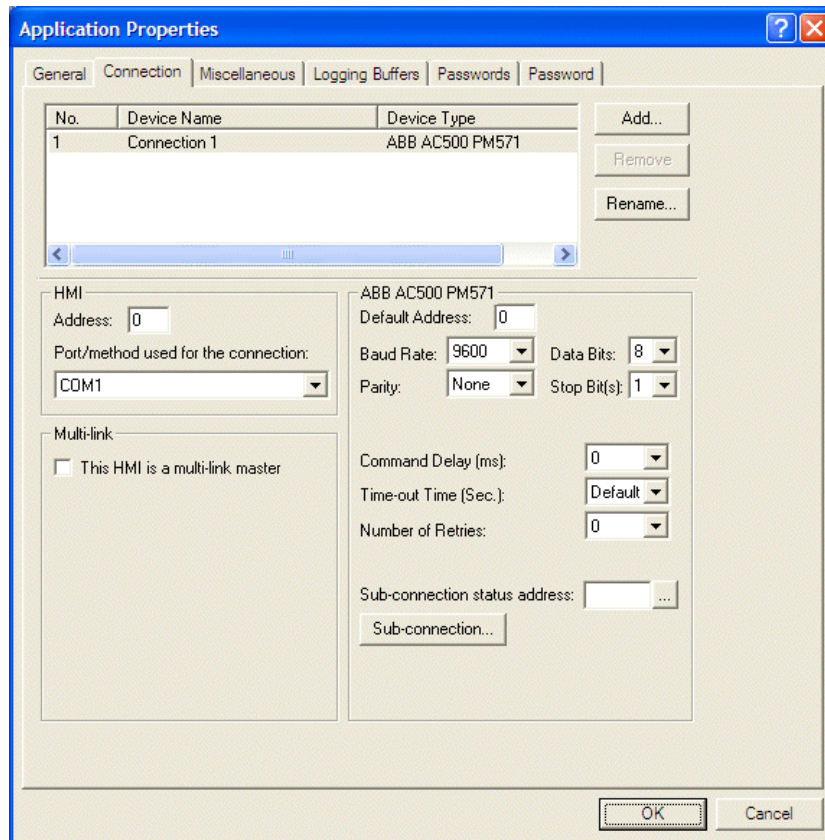 Application Properties
General Connection Miscellaneous Logging Buffers Passwords Password
No. Device Name Device Type
1 Connection 1 ABB AC500 PM571
Add...
Remove
Rename...
HMI
Address: 0
Port/method used for the connection:
COM1
Multi-link
This HMI is a multi-link master
ABB AC500 PM571
Default Address: 0
Baud Rate: 9600 Data Bits: 8
Parity: None Stop Bit(s): 1
Command Delay (ms): 0
Time-out Time (Sec.): Default
Number of Retries: 0
Sub-connection status address: ...
Sub-connection...
OK Cancel